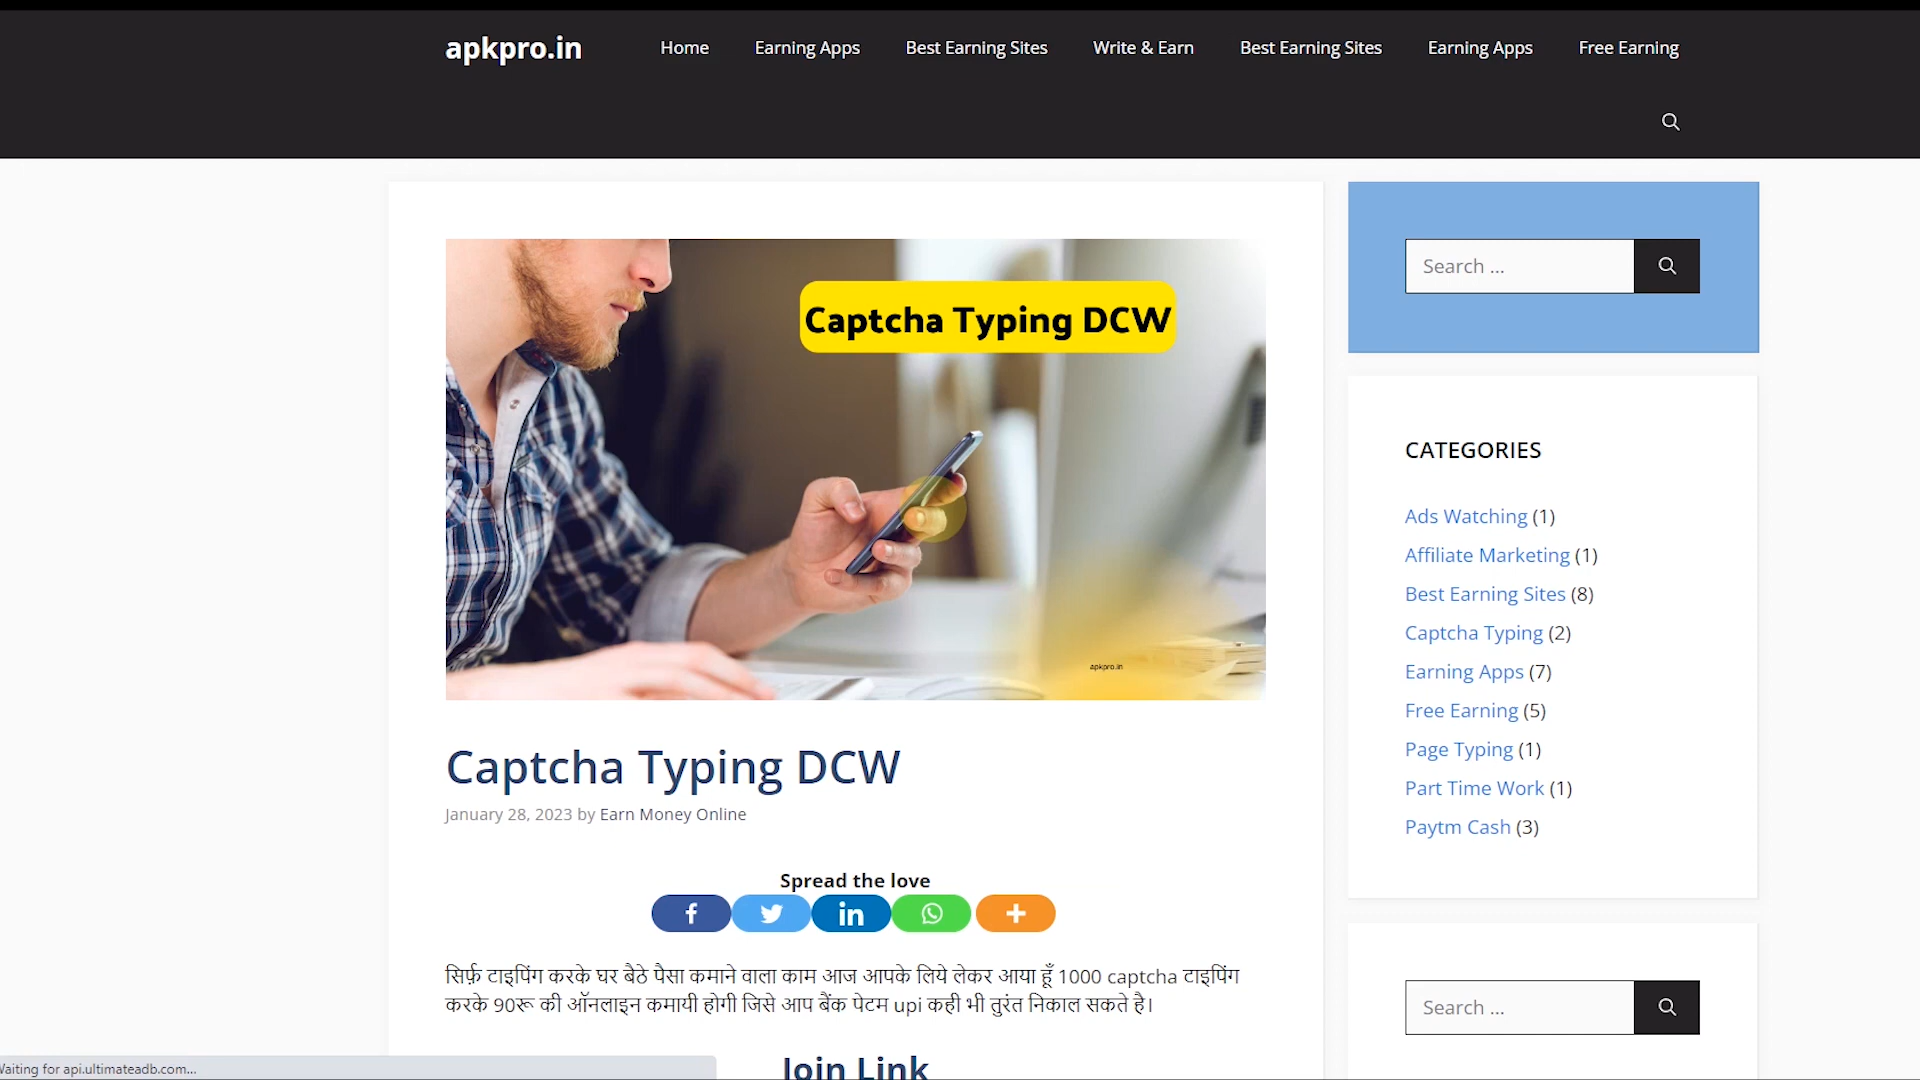 apkpro.in
Home
Earning Apps
Best Earning Sites
Write & Earn
Best Earning Sites
Earning Apps
Free Earning
Captcha Typing DCW
apkpro.in
Captcha Typing DCW
January 28, 2023 by Earn Money Online
Spread the love
सिर्फ़ टाइपिंग करके घर बैठे पैसा कमाने वाला काम आज आपके लिये लेकर आया हूँ 1000 captcha टाइपिंग
करके 90रू की ऑनलाइन कमायी होगी जिसे आप बैंक पेटम upi कही भी तुरंत निकाल सकते है।
Join Link
Search ...
CATEGORIES
Ads Watching (1)
Affiliate Marketing (1)
Best Earning Sites (8)
Captcha Typing (2)
Earning Apps (7)
Free Earning (5)
Page Typing (1)
Part Time Work (1)
Paytm Cash (3)
Search ...
for api.ultimateadb.com...